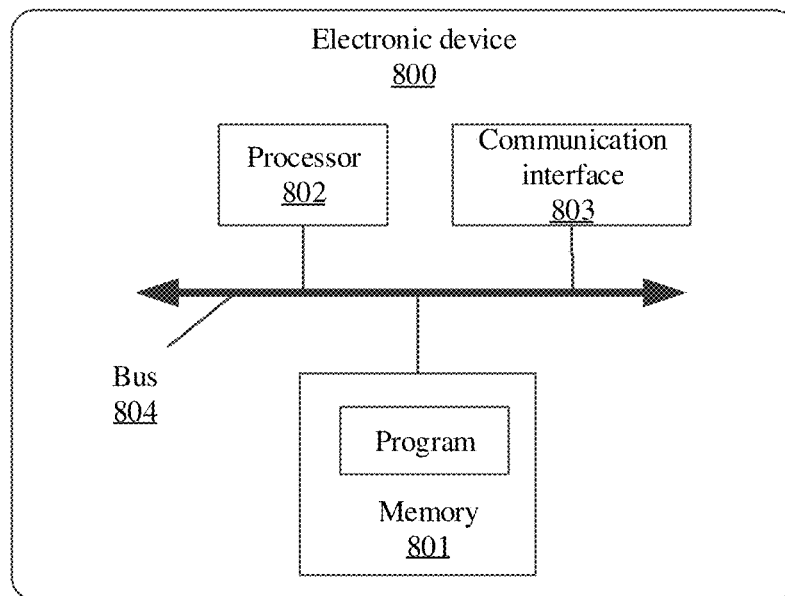 Electronic device
800
Processor
802
Communication
interface
803
Bus
804
Program
Memory
801